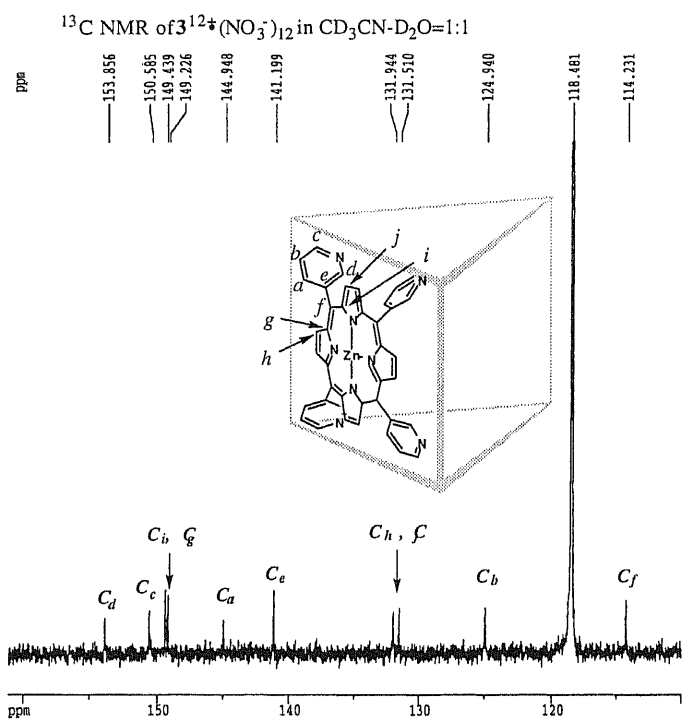 ¹³C NMR of 3¹²⁺(NO₃⁻)₁₂ in CD₃CN-D₂O=1:1
ppm
153.856
150.585
149.439
149.226
144.948
141.199
131.944
131.510
124.940
118.481
114.231
c
N
j
i
b
d
N
e
a
f
N
g
N
Zn
N
h
N
N
N
Ci, Cg
Ch, Cj
Cd
Cc
Ca
Ce
Cb
Cf
ppm 150 140 130 120